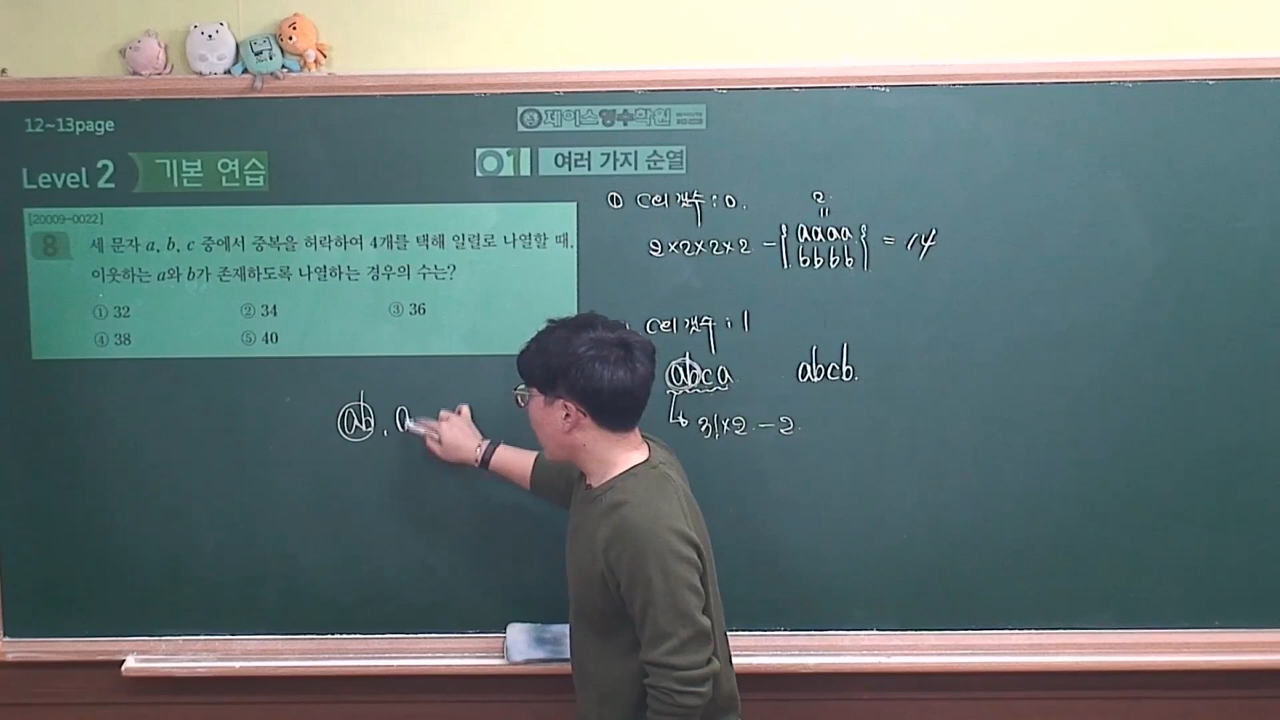 12~13page
제이스영수학원
Level 2 기본 연습
01 여러 가지 순열
[20009-0022]
8 세 문자 a, b, c 중에서 중복을 허락하여 4개를 택해 일렬로 나열할 때,
이웃하는 a와 b가 존재하도록 나열하는 경우의 수는?
① 32 ② 34 ③ 36
④ 38 ⑤ 40
① C의 갯수 : 0.
2
=
2×2×2×2 - { aaaa bbbb } = 14
C의 갯수 : 1
abca abcb.
↳ 3!×2 - 2.
ab, a